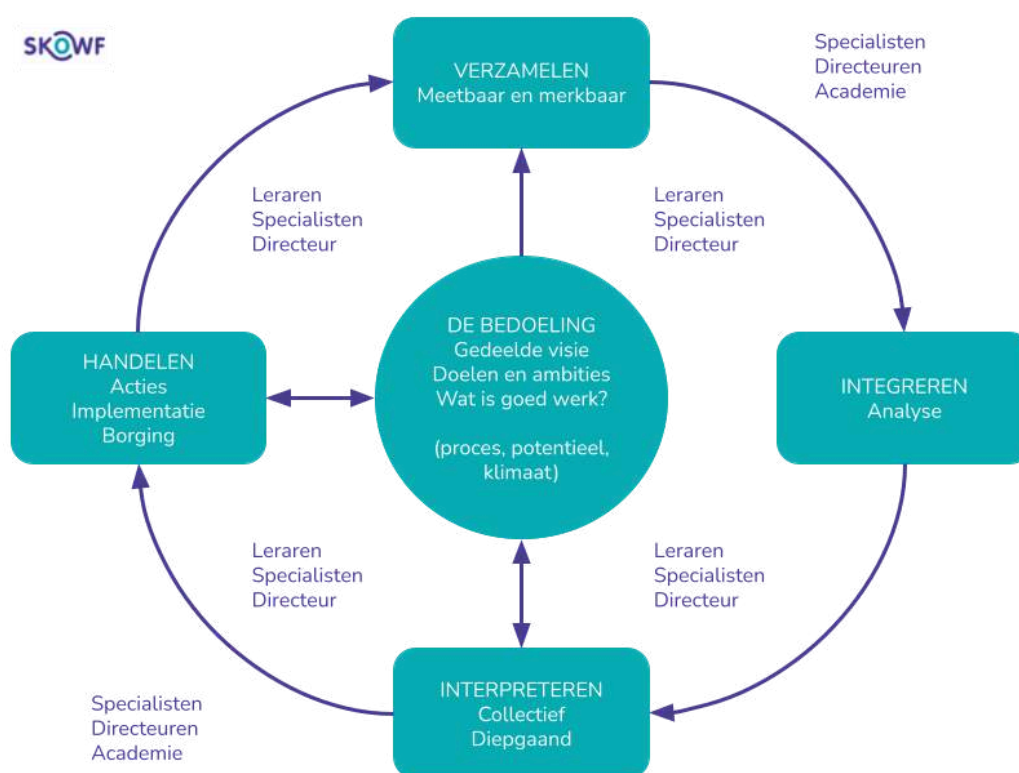 SKOWF
VERZAMELEN
Meetbaar en merkbaar
Specialisten
Directeuren
Academie
Leraren
Specialisten
Directeur
Leraren
Specialisten
Directeur
DE BEDOELING
Gedeelde visie
Doelen en ambities
Wat is goed werk?
(proces, potentieel,
klimaat)
HANDELEN
Acties
Implementatie
Borging
INTEGREREN
Analyse
Leraren
Specialisten
Directeur
Leraren
Specialisten
Directeur
INTERPRETEREN
Collectief
Diepgaand
Specialisten
Directeuren
Academie